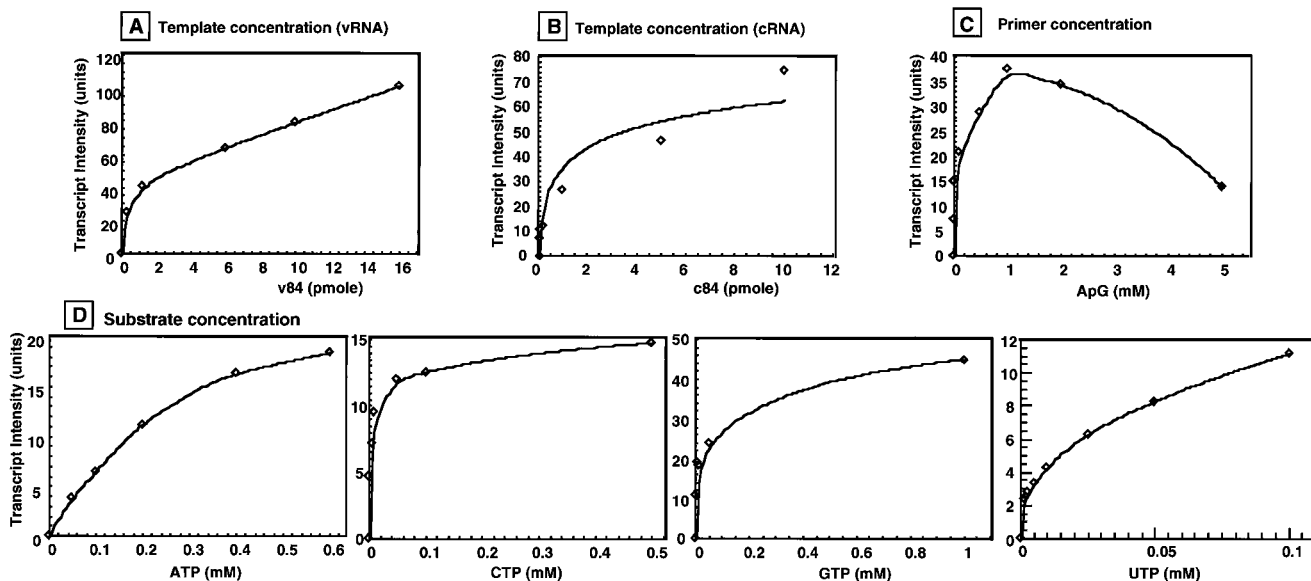 A Template concentration (vRNA)
Transcript Intensity (units)
120
100
80
60
40
20
0
0 2 4 6 8 10 12 14 16
v84 (pmole)
B Template concentration (cRNA)
Transcript Intensity (units)
80
70
60
50
40
30
20
10
0
0 2 4 6 8 10 12
c84 (pmole)
C Primer concentration
Transcript Intensity (units)
40
35
30
25
20
15
10
5
0
0 1 2 3 4 5
ApG (mM)
D Substrate concentration
Transcript Intensity (units)
20
15
10
5
0
0 0.1 0.2 0.3 0.4 0.5 0.6
ATP (mM)
15
10
5
0
0 0.1 0.2 0.3 0.4 0.5
CTP (mM)
50
40
30
20
10
0
0 0.2 0.4 0.6 0.8 1
GTP (mM)
12
10
8
6
4
2
0
0 0.05 0.1
UTP (mM)